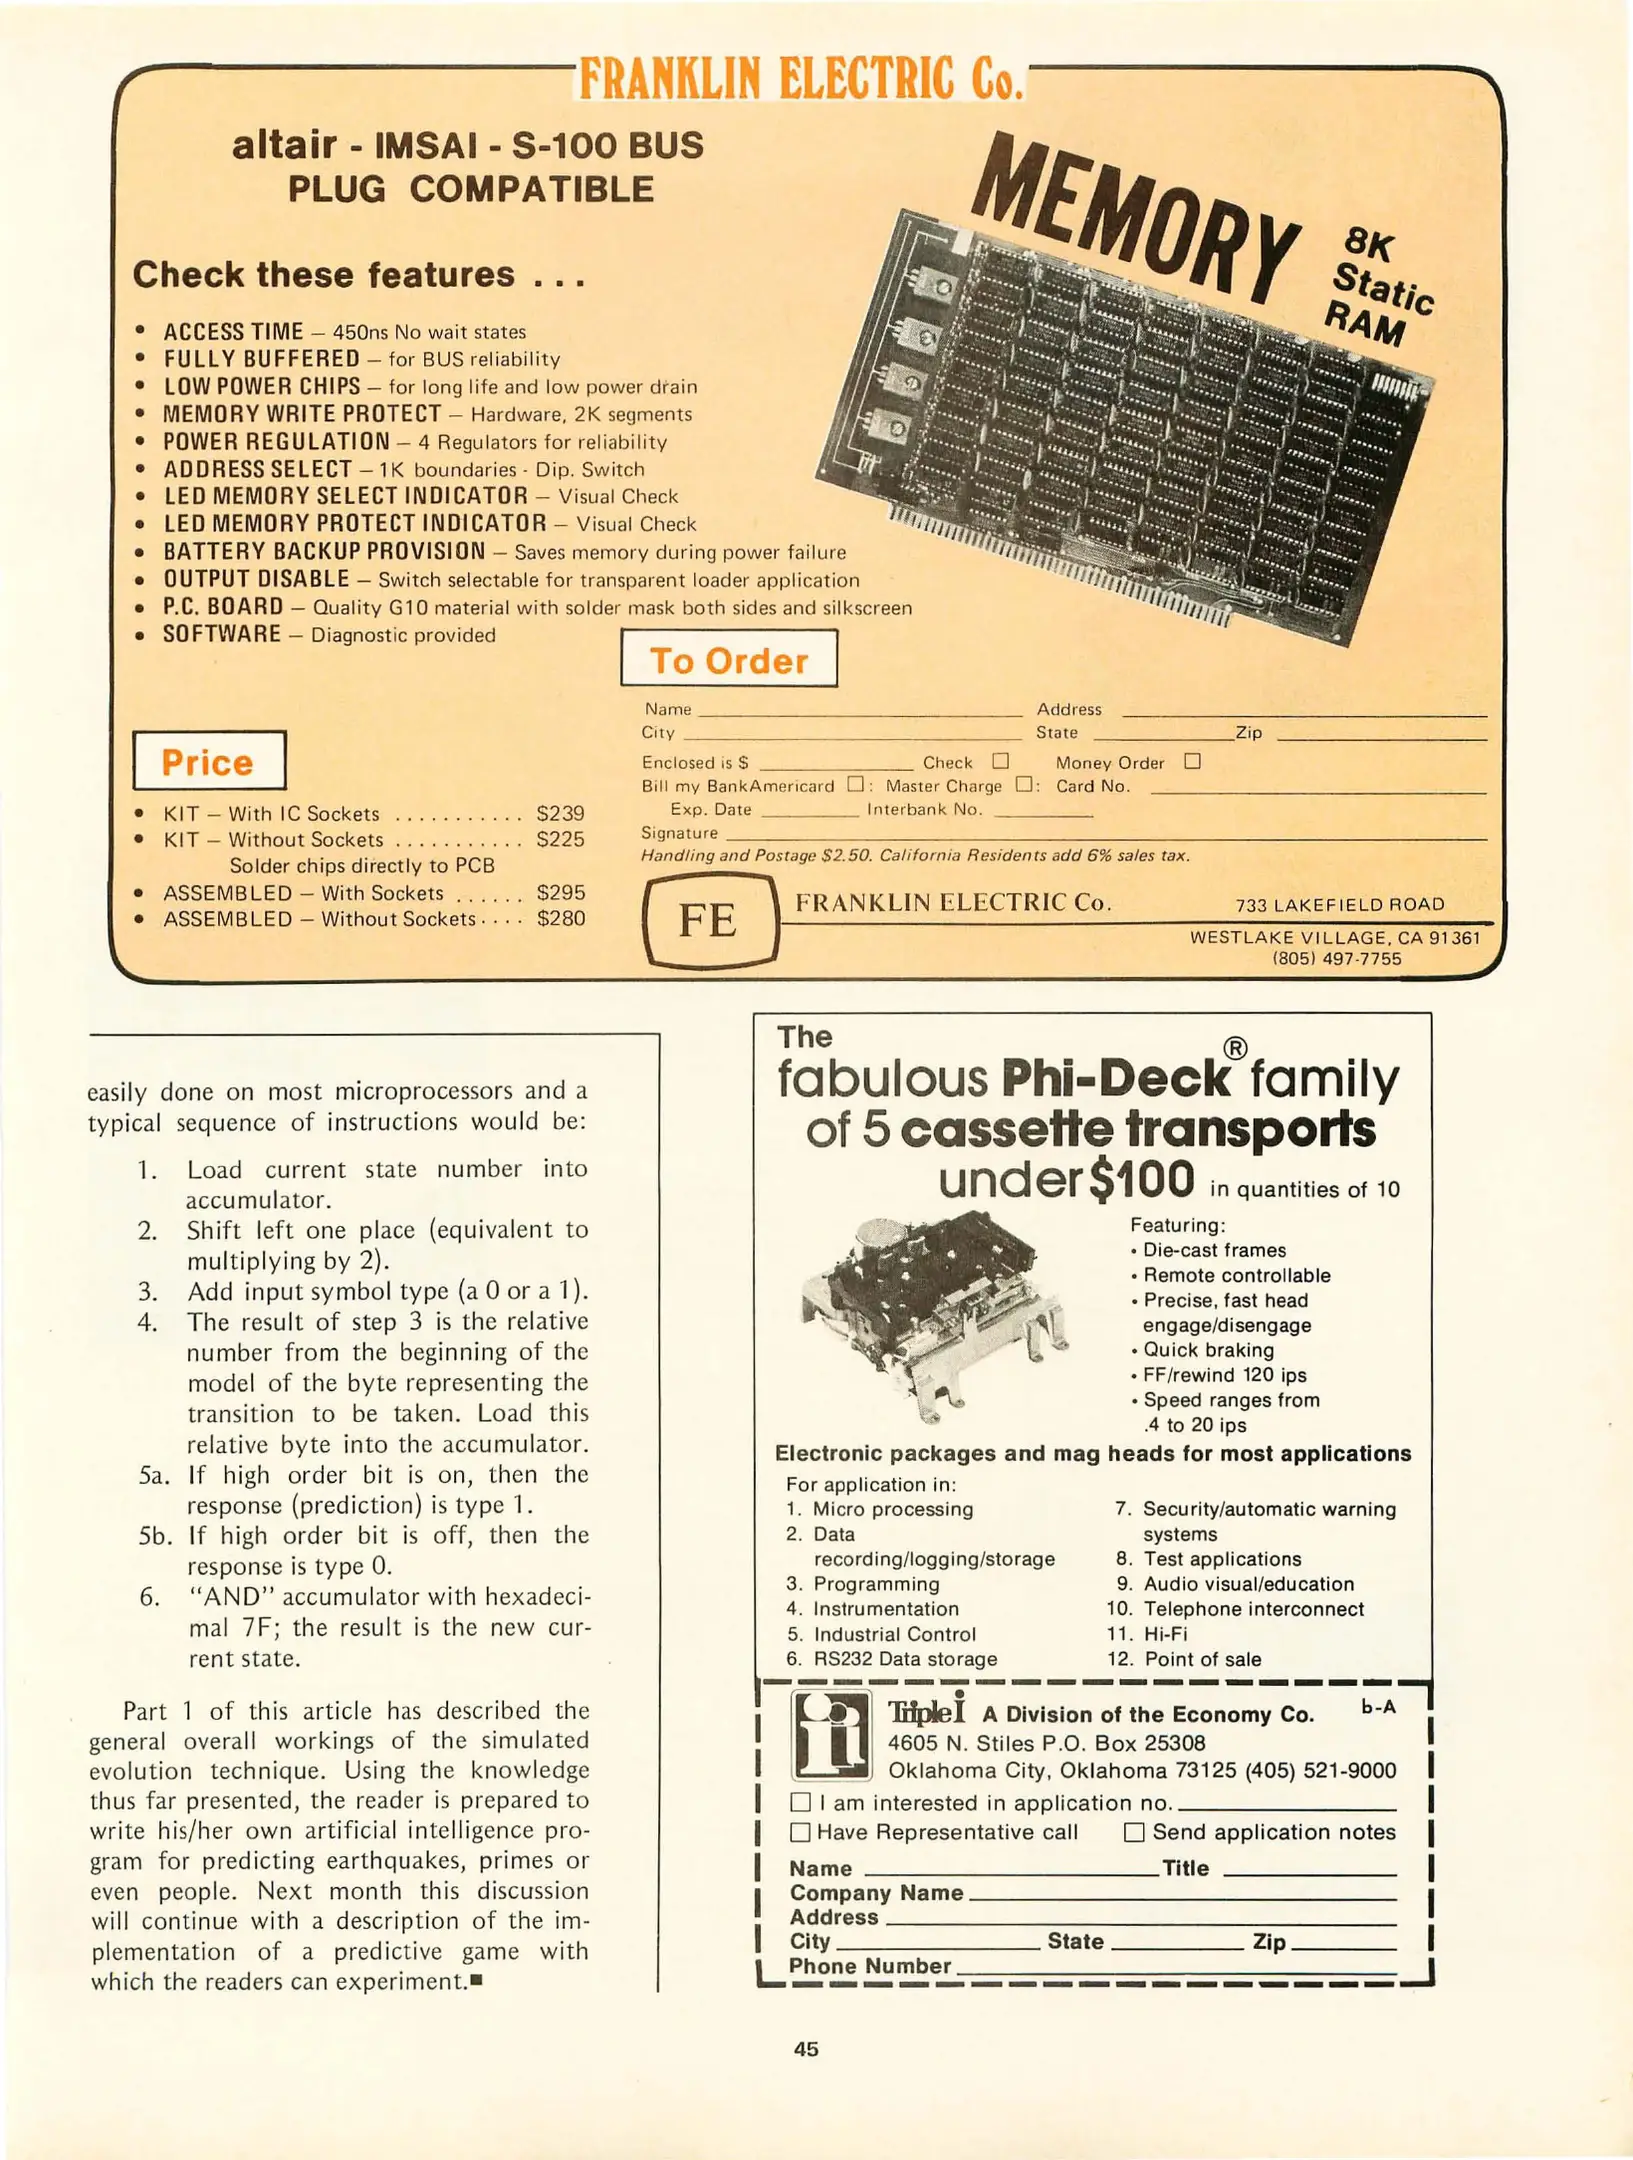 FRANKLIN ELECTRIC Co.
altair - IMSAI - S-100 BUS
PLUG COMPATIBLE
MEMORY
8K
Static
RAM
Check these features . . .
• ACCESS TIME – 450ns No wait states
• FULLY BUFFERED – for BUS reliability
• LOW POWER CHIPS – for long life and low power drain
• MEMORY WRITE PROTECT – Hardware, 2K segments
• POWER REGULATION – 4 Regulators for reliability
• ADDRESS SELECT – 1K boundaries - Dip. Switch
• LED MEMORY SELECT INDICATOR – Visual Check
• LED MEMORY PROTECT INDICATOR – Visual Check
• BATTERY BACKUP PROVISION – Saves memory during power failure
• OUTPUT DISABLE – Switch selectable for transparent loader application
• P.C. BOARD – Quality G10 material with solder mask both sides and silkscreen
• SOFTWARE – Diagnostic provided
Price
• KIT – With IC Sockets . . . . . . . . . . . $239
• KIT – Without Sockets . . . . . . . . . . . $225
Solder chips directly to PCB
• ASSEMBLED – With Sockets . . . . . . $295
• ASSEMBLED – Without Sockets . . . . $280
To Order
Name ____ Address ____
City ____ State ____ Zip ____
Enclosed is $ ____ Check □ Money Order □
Bill my BankAmericard □: Master Charge □: Card No. ____
Exp. Date ____ Interbank No. ____
Signature ____
Handling and Postage $2.50. California Residents add 6% sales tax.
FE
FRANKLIN ELECTRIC Co.
733 LAKEFIELD ROAD
WESTLAKE VILLAGE, CA 91361
(805) 497-7755
easily done on most microprocessors and a
typical sequence of instructions would be:
1. Load current state number into
accumulator.
2. Shift left one place (equivalent to
multiplying by 2).
3. Add input symbol type (a 0 or a 1).
4. The result of step 3 is the relative
number from the beginning of the
model of the byte representing the
transition to be taken. Load this
relative byte into the accumulator.
5a. If high order bit is on, then the
response (prediction) is type 1.
5b. If high order bit is off, then the
response is type 0.
6. "AND" accumulator with hexadeci-
mal 7F; the result is the new cur-
rent state.
Part 1 of this article has described the
general overall workings of the simulated
evolution technique. Using the knowledge
thus far presented, the reader is prepared to
write his/her own artificial intelligence pro-
gram for predicting earthquakes, primes or
even people. Next month this discussion
will continue with a description of the im-
plementation of a predictive game with
which the readers can experiment.■
The
fabulous Phi-Deck® family
of 5 cassette transports
under $100 in quantities of 10
Featuring:
• Die-cast frames
• Remote controllable
• Precise, fast head
engage/disengage
• Quick braking
• FF/rewind 120 ips
• Speed ranges from
.4 to 20 ips
Electronic packages and mag heads for most applications
For application in:
1. Micro processing
2. Data
recording/logging/storage
3. Programming
4. Instrumentation
5. Industrial Control
6. RS232 Data storage
7. Security/automatic warning
systems
8. Test applications
9. Audio visual/education
10. Telephone interconnect
11. Hi-Fi
12. Point of sale
Triple I A Division of the Economy Co. b-A
4605 N. Stiles P.O. Box 25308
Oklahoma City, Oklahoma 73125 (405) 521-9000
□ I am interested in application no. ____
□ Have Representative call □ Send application notes
Name ____ Title ____
Company Name ____
Address ____
City ____ State ____ Zip ____
Phone Number ____
45